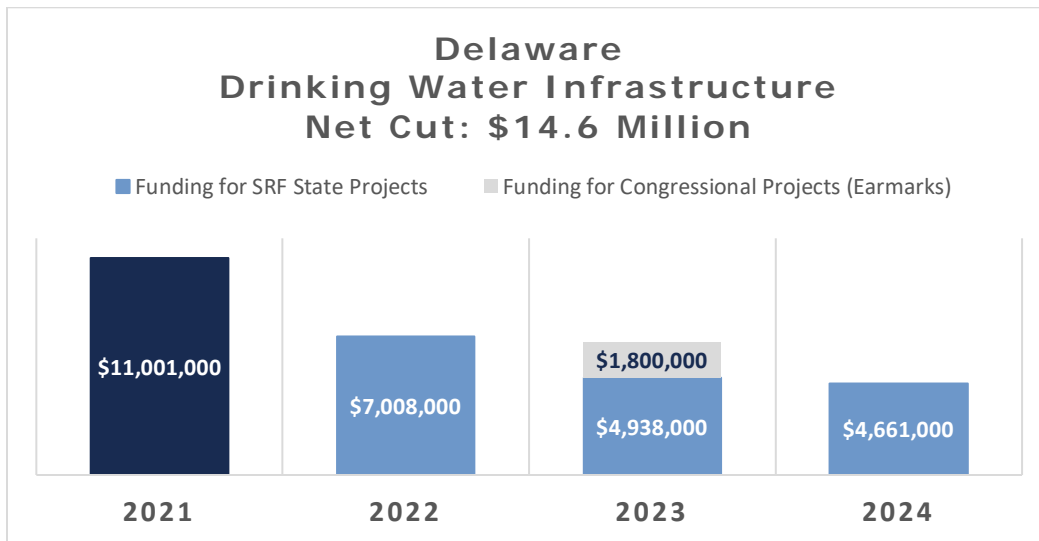 Delaware
Drinking Water Infrastructure
Net Cut: $14.6 Million
Funding for SRF State Projects
Funding for Congressional Projects (Earmarks)
$11,001,000
$7,008,000
$1,800,000
$4,938,000
$4,661,000
2021
2022
2023
2024